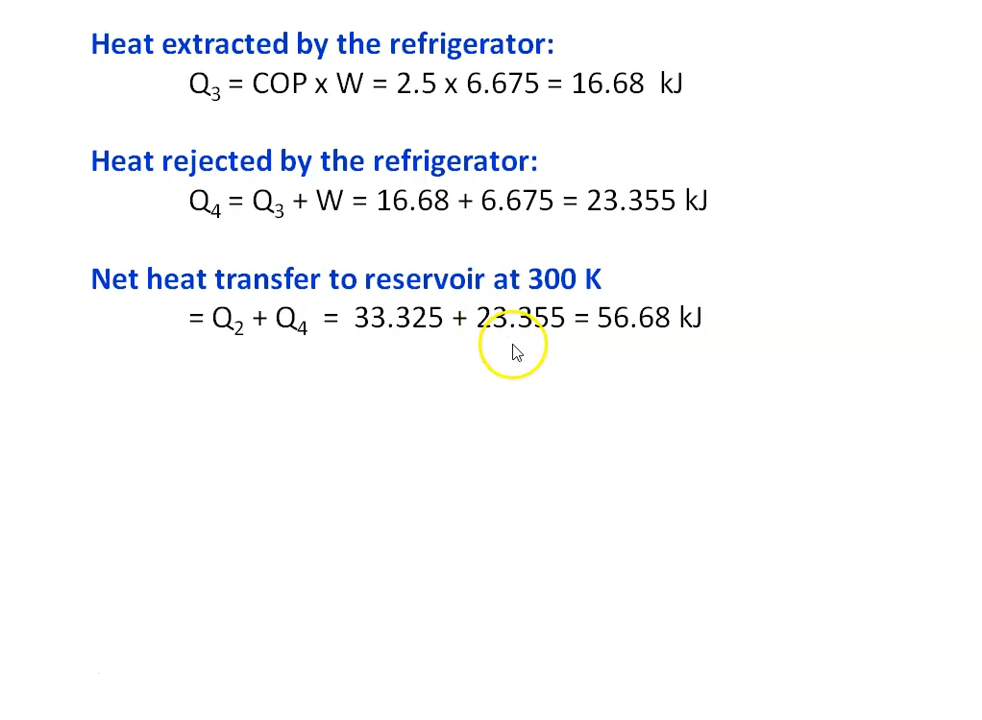 Heat extracted by the refrigerator:
Q₃ = COP x W = 2.5 x 6.675 = 16.68 kJ
Heat rejected by the refrigerator:
Q₄ = Q₃ + W = 16.68 + 6.675 = 23.355 kJ
Net heat transfer to reservoir at 300 K
= Q₂ + Q₄ = 33.325 + 23.355 = 56.68 kJ